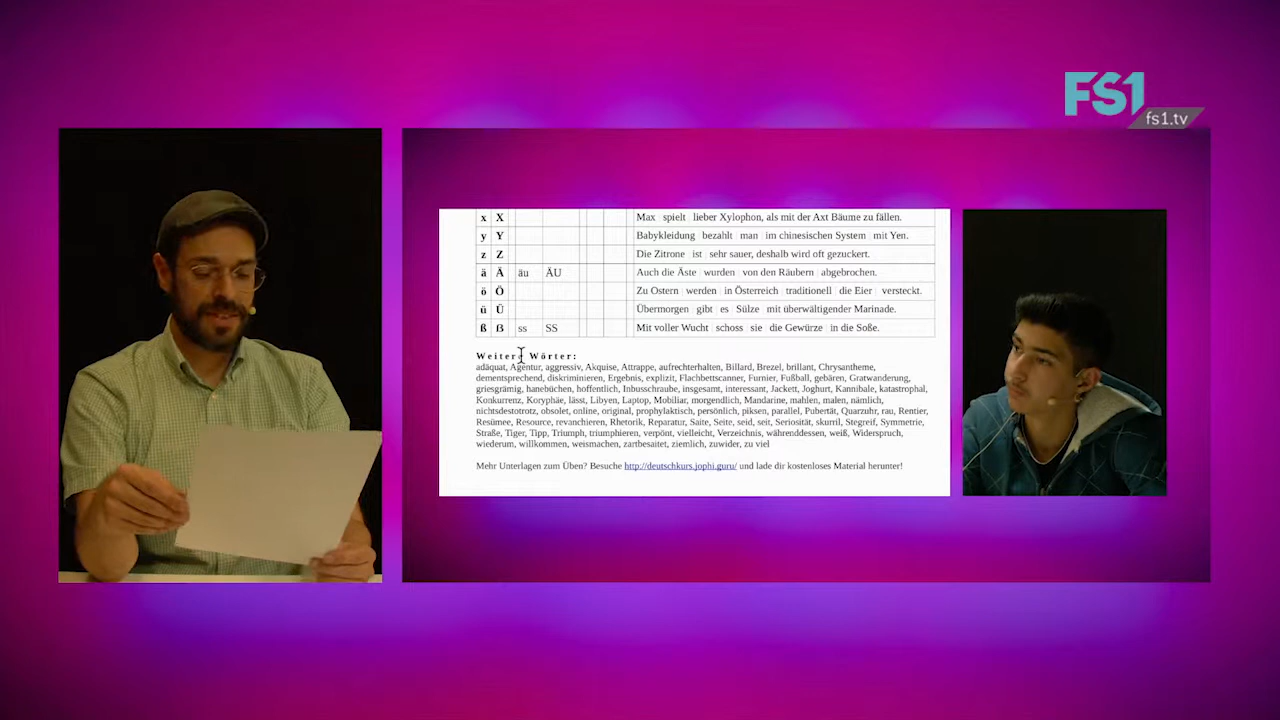 FS1
fs1.tv
x X Max spielt lieber Xylophon, als mit der Axt Bäume zu fällen.
y Y Babykleidung bezahlt man im chinesischen System mit Yen.
z Z Die Zitrone ist sehr sauer, deshalb wird oft gezuckert.
ä Ä äu ÄU Auch die Äste wurden von den Räubern abgebrochen.
ö Ö Zu Ostern werden in Österreich traditionell die Eier versteckt.
ü Ü Übermorgen gibt es Sülze mit überwältigender Marinade.
ß ẞ ss SS Mit voller Wucht schoss sie die Gewürze in die Soße.
Weitere Wörter:
adäquat, Agentur, aggressiv, Akquise, Attrappe, aufrechterhalten, Billard, Brezel, brillant, Chrysantheme,
dementsprechend, diskriminieren, Ergebnis, explizit, Flachbettscanner, Furnier, Fußball, gebären, Gratwanderung,
griesgrämig, hanebüchen, hoffentlich, Inbusschraube, insgesamt, interessant, Jackett, Joghurt, Kannibale, katastrophal,
Konkurrenz, Koryphäe, lässt, Libyen, Laptop, Mobiliar, morgendlich, Mandarine, mahlen, malen, nämlich,
nichtsdestotrotz, obsolet, online, original, prophylaktisch, persönlich, piksen, parallel, Pubertät, Quarzuhr, rau, Rentier,
Resümee, Resource, revanchieren, Rhetorik, Reparatur, Saite, Seite, seid, seit, Seriosität, skurril, Stegreif, Symmetrie,
Straße, Tiger, Tipp, Triumph, triumphieren, verpönt, vielleicht, Verzeichnis, währenddessen, weiß, Widerspruch,
wiederum, willkommen, weismachen, zartbesaitet, ziemlich, zuwider, zu viel
Mehr Unterlagen zum Üben? Besuche http://deutschkurs.jophi.guru/ und lade dir kostenloses Material herunter!